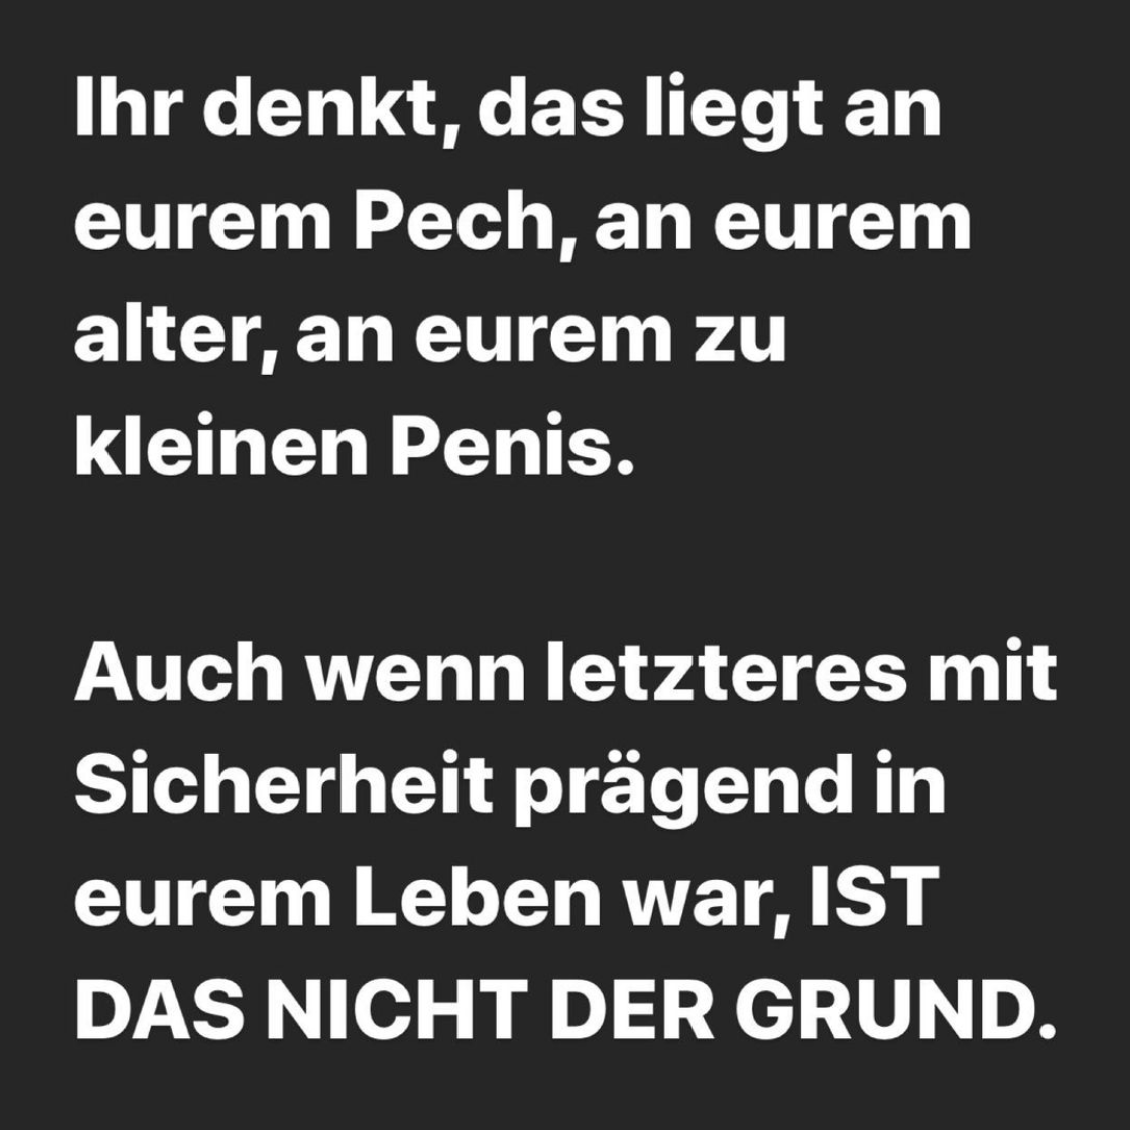 Ihr denkt, das liegt an
eurem Pech, an eurem
alter, an eurem zu
kleinen Penis.
Auch wenn letzteres mit
Sicherheit prägend in
eurem Leben war, IST
DAS NICHT DER GRUND.